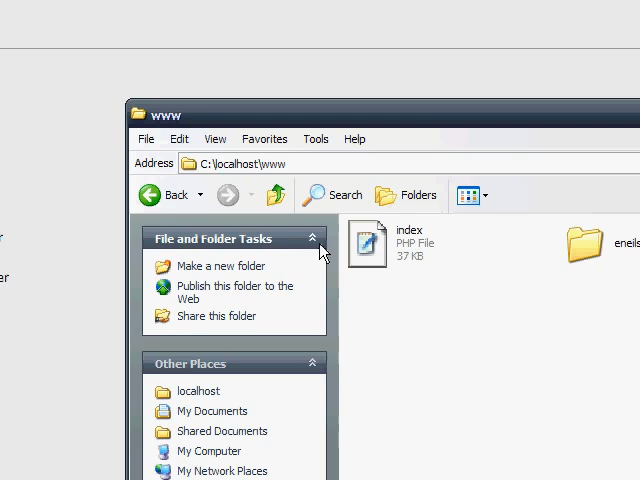 www
File Edit View Favorites Tools Help
Address C:\localhost\www
Back Search Folders
r
File and Folder Tasks
index
PHP File
37 KB
eneils
er
Make a new folder
Publish this folder to the
Web
Share this folder
Other Places
localhost
My Documents
Shared Documents
My Computer
My Network Places